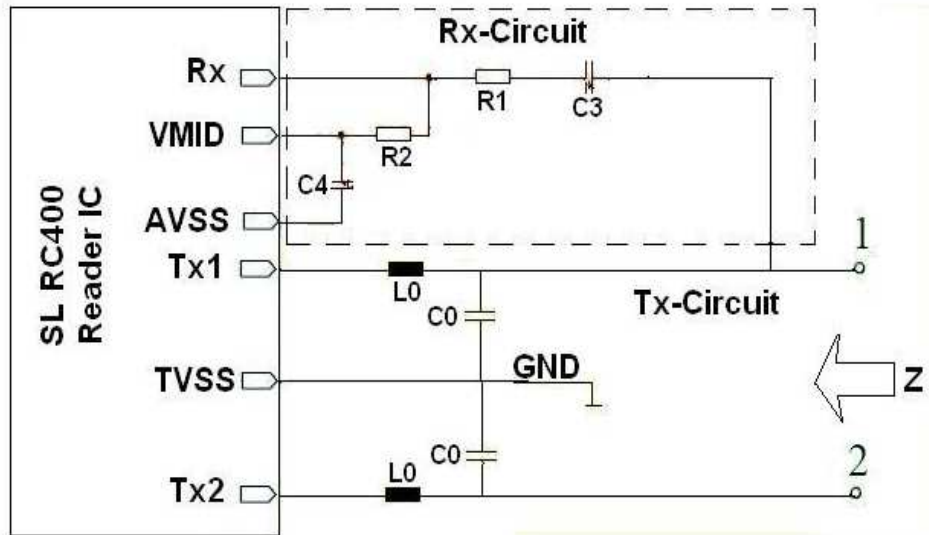 Rx-Circuit
Rx
R1
C3
VMID
R2
C4
AVSS
SL RC400
Reader IC
Tx1
L0
1
Tx-Circuit
C0
TVSS
GND
Z
C0
L0
2
Tx2